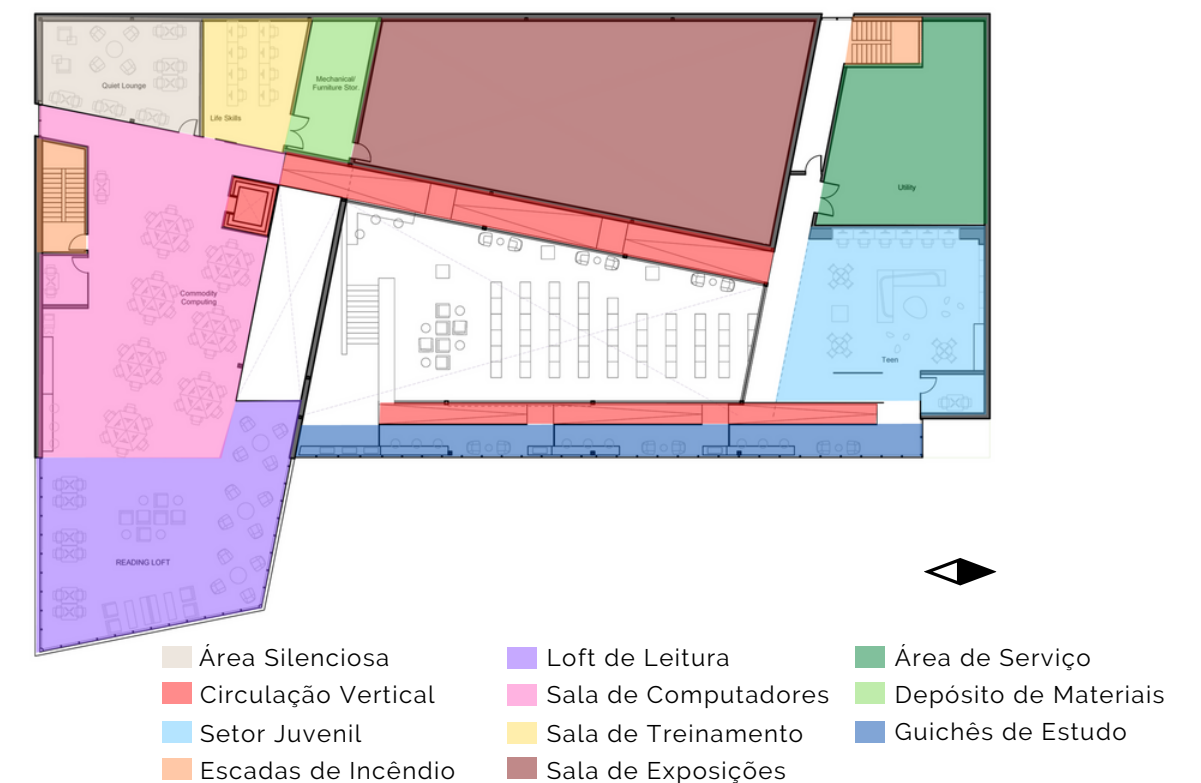 Quiet Lounge
Life Skills
Mechanical/
Furniture Stor.
Utility
Commodity
Computing
Teen
READING LOFT
Área Silenciosa
Circulação Vertical
Setor Juvenil
Escadas de Incêndio
Loft de Leitura
Sala de Computadores
Sala de Treinamento
Sala de Exposições
Área de Serviço
Depósito de Materiais
Guichês de Estudo